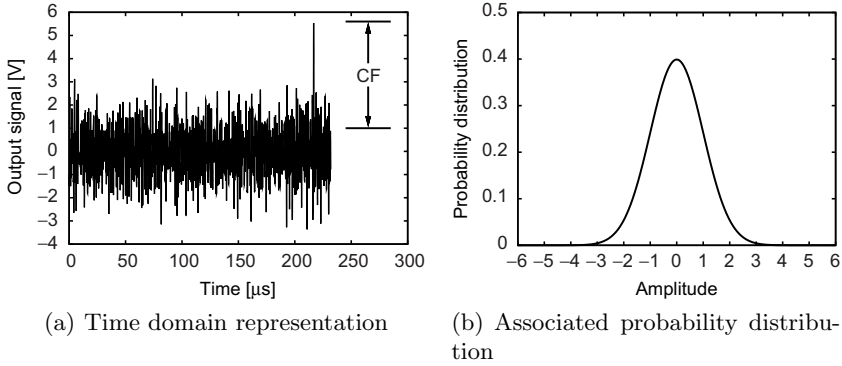 6
5
4
3
2
1
0
−1
−2
−3
−4
Output signal [V]
CF
0 50 100 150 200 250 300
Time [μs]
(a) Time domain representation
0.5
0.4
0.3
0.2
0.1
0
Probability distribution
−6 −5 −4 −3 −2 −1 0 1 2 3 4 5 6
Amplitude
(b) Associated probability distribu-
tion